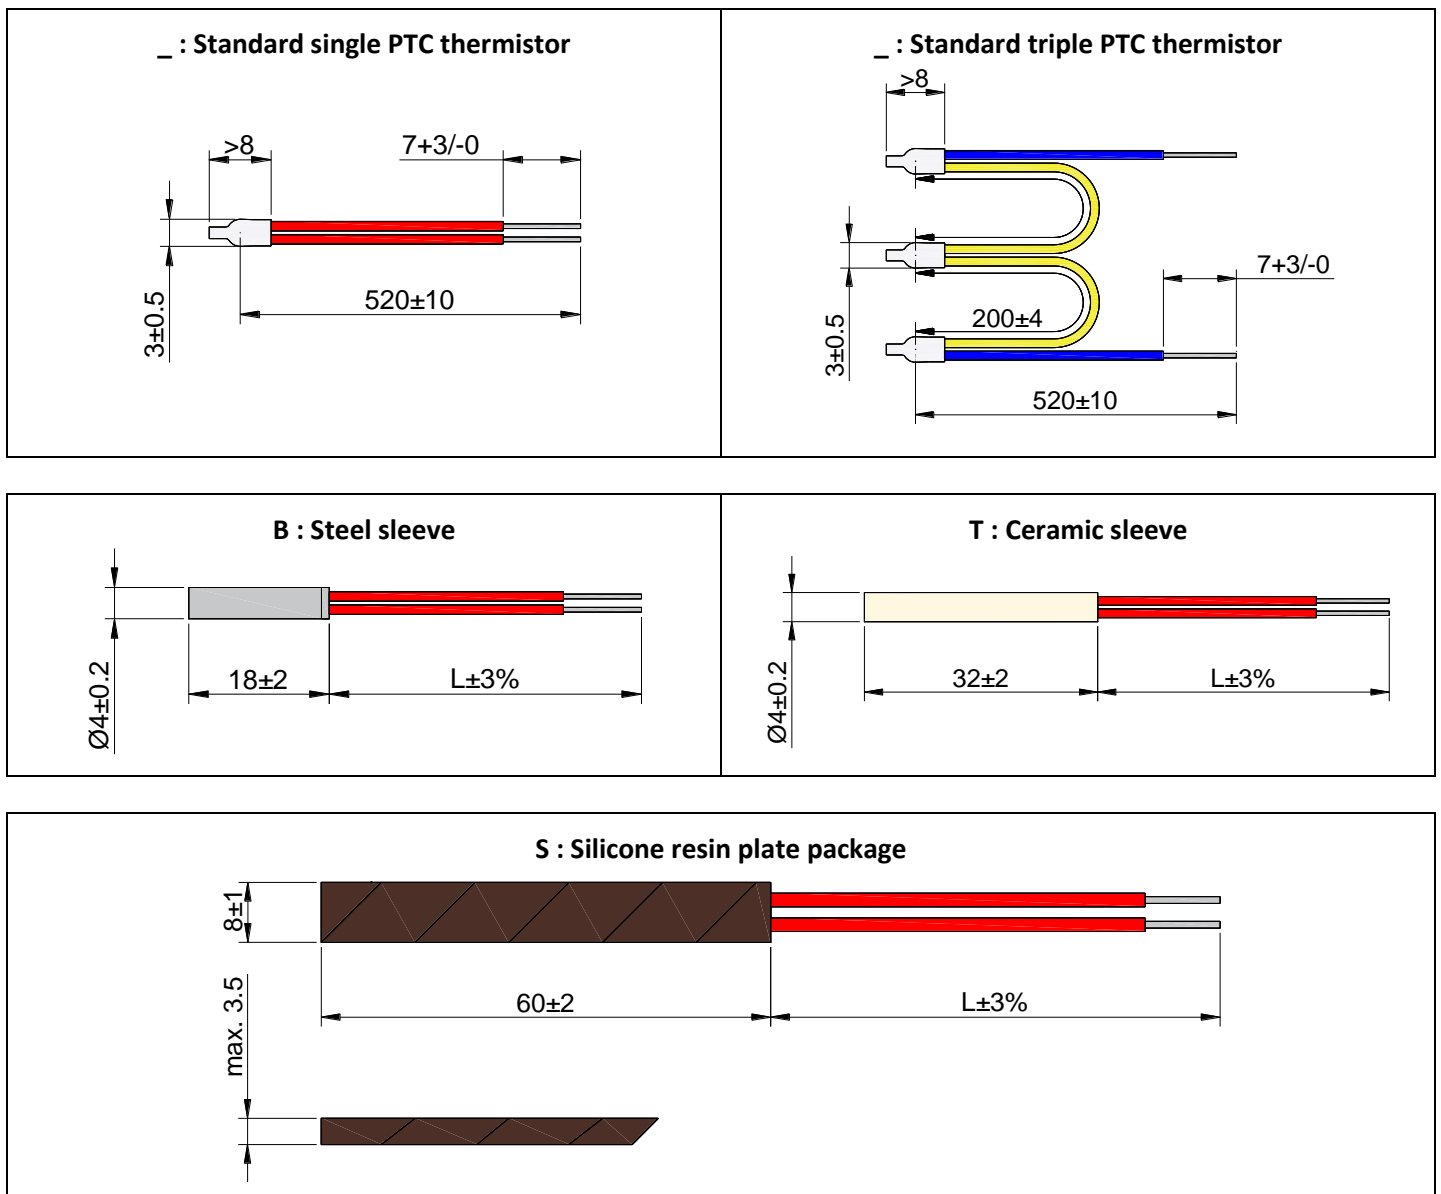 _ : Standard single PTC thermistor
>8
7+3/-0
3±0.5
520±10
_ : Standard triple PTC thermistor
>8
7+3/-0
3±0.5
200±4
520±10
B : Steel sleeve
Ø4±0.2
18±2
L±3%
T : Ceramic sleeve
Ø4±0.2
32±2
L±3%
S : Silicone resin plate package
8±1
60±2
L±3%
max. 3.5